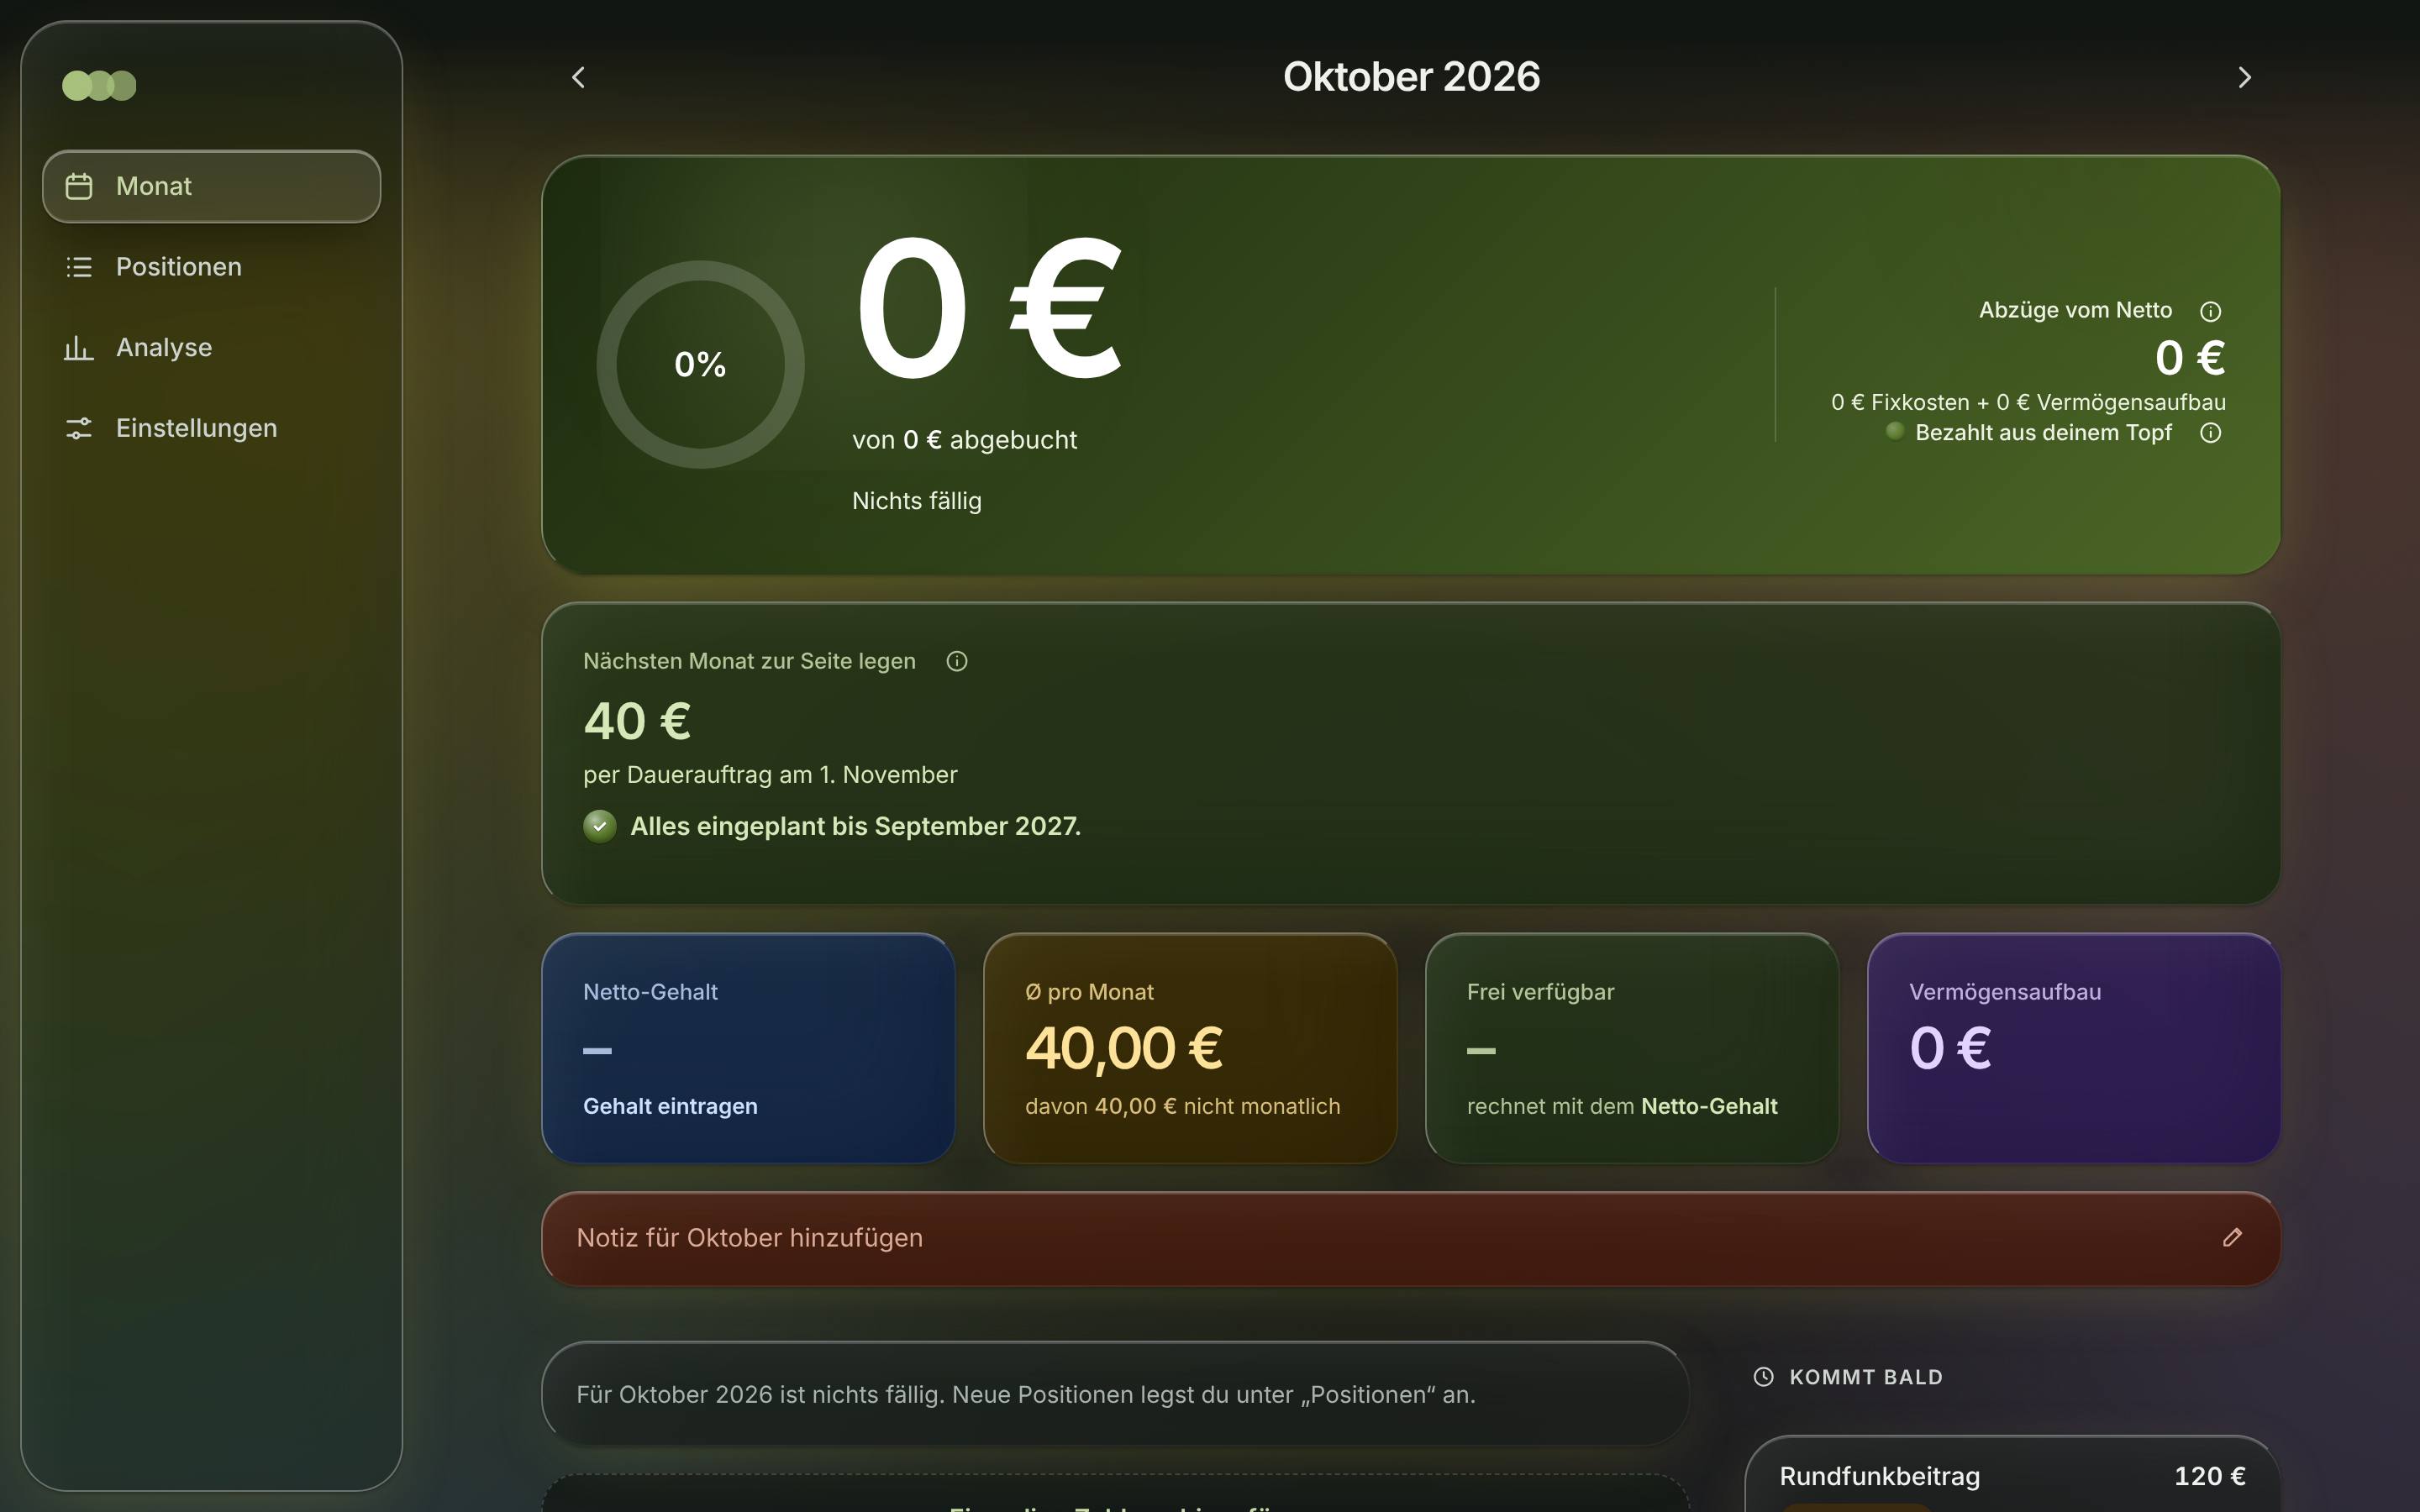 Monat
Positionen
Analyse
Einstellungen
Oktober 2026
0%
0 €
von 0 € abgebucht
Nichts fällig
Abzüge vom Netto
0 €
0 € Fixkosten + 0 € Vermögensaufbau
Bezahlt aus deinem Topf
Nächsten Monat zur Seite legen
40 €
per Dauerauftrag am 1. November
Alles eingeplant bis September 2027.
Netto-Gehalt
–
Gehalt eintragen
Ø pro Monat
40,00 €
davon 40,00 € nicht monatlich
Frei verfügbar
–
rechnet mit dem Netto-Gehalt
Vermögensaufbau
0 €
Notiz für Oktober hinzufügen
Für Oktober 2026 ist nichts fällig. Neue Positionen legst du unter „Positionen“ an.
KOMMT BALD
Rundfunkbeitrag 120 €